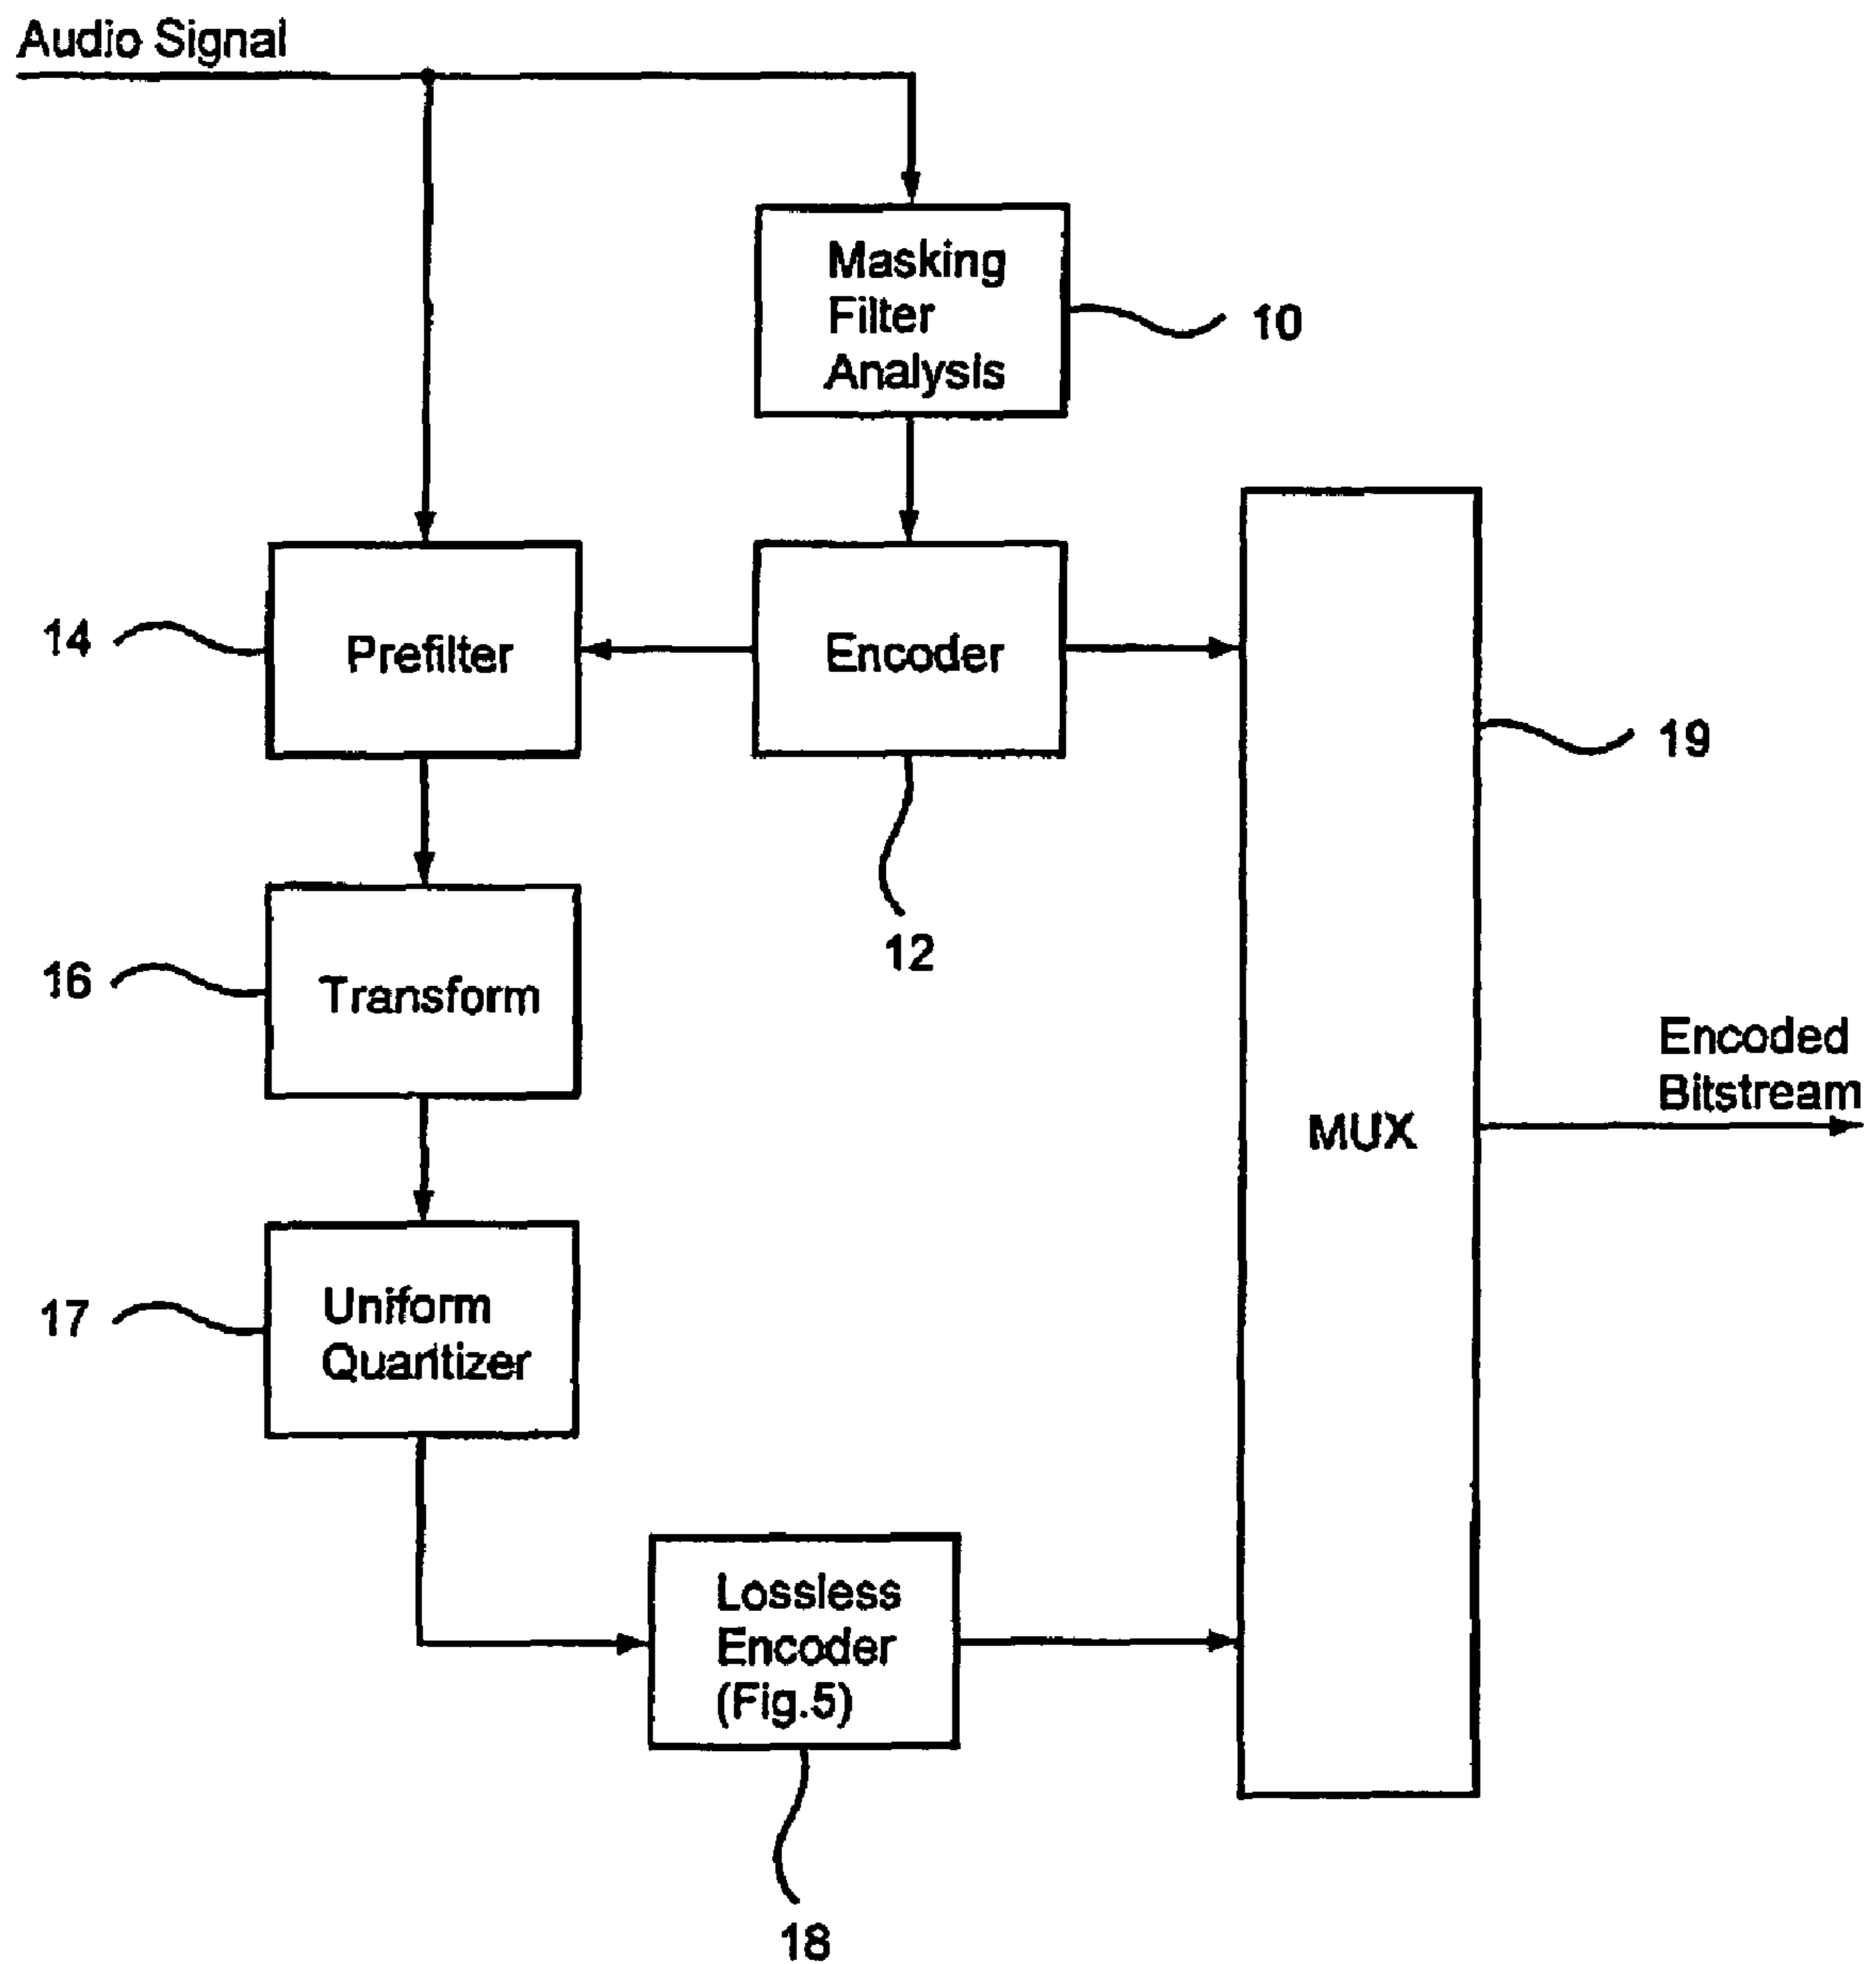 Audio Signal
Masking
Filter
Analysis
10
14
Prefilter
Encoder
19
12
16
Transform
Encoded
Bitstream
MUX
17
Uniform
Quantizer
Lossless
Encoder
(Fig.5)
18